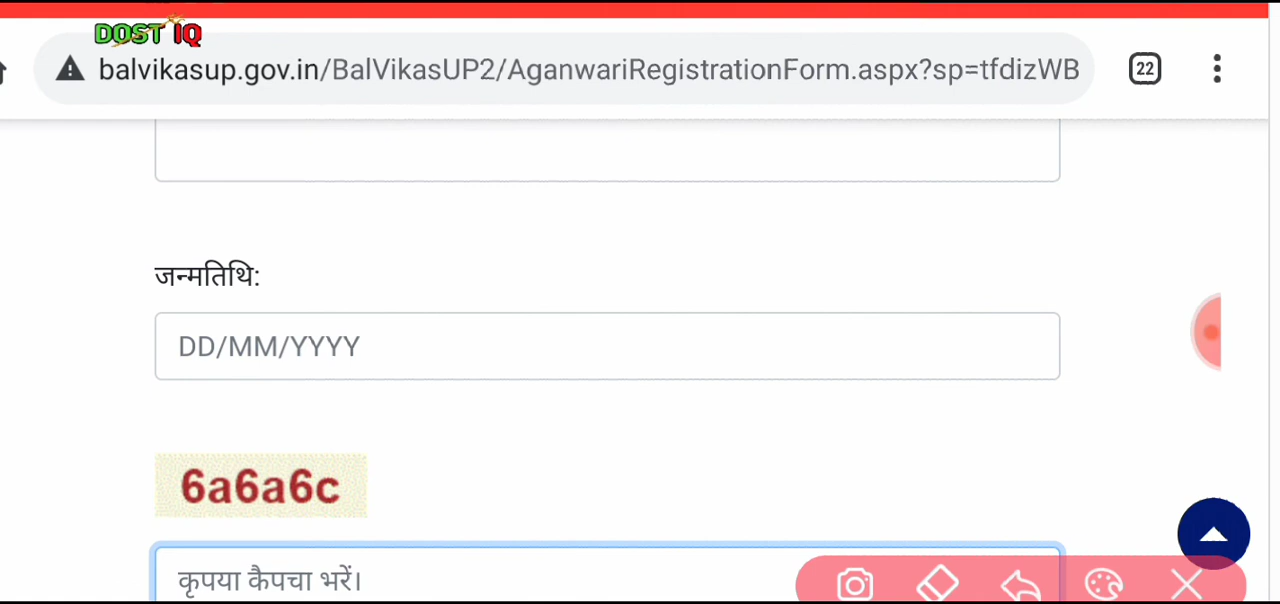 DOST IQ
balvikasup.gov.in/BalVikasUP2/AganwariRegistrationForm.aspx?sp=tfdizWB
22
जन्मतिथि:
DD/MM/YYYY
6a6a6c
कृपया कैपचा भरें।